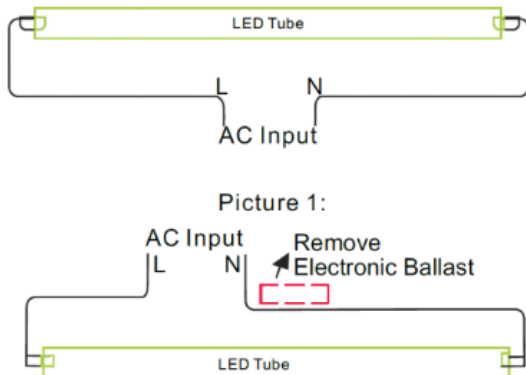 LED Tube
L N
AC Input
Picture 1:
AC Input
L N
Remove
Electronic Ballast
LED Tube